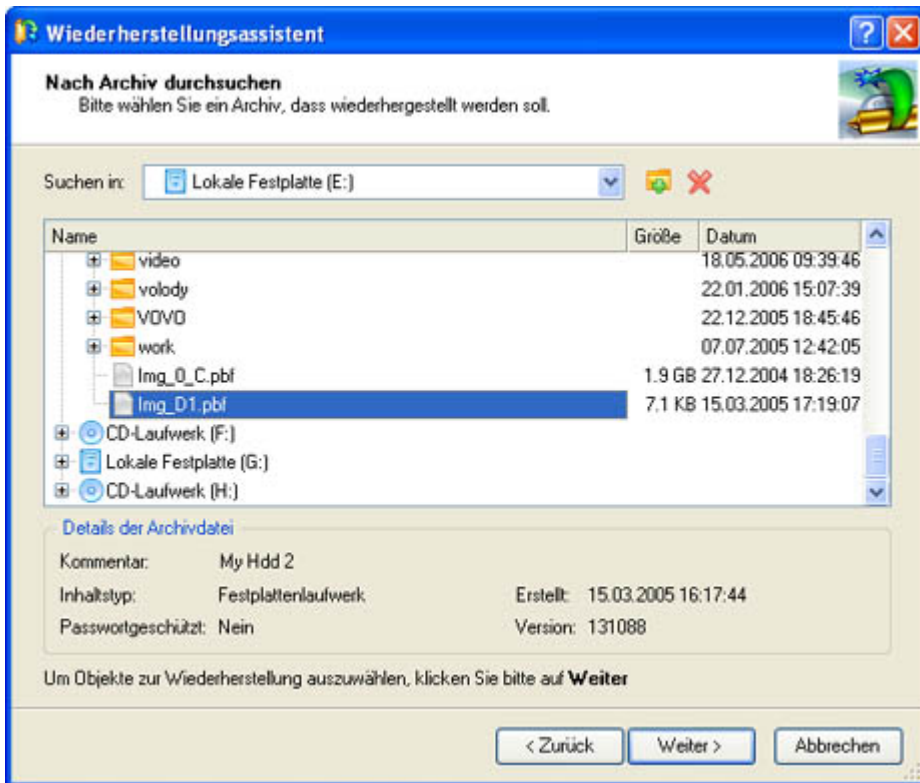 Wiederherstellungsassistent
Nach Archiv durchsuchen
Bitte wählen Sie ein Archiv, dass wiederhergestellt werden soll.
Suchen in: Lokale Festplatte (E:)
Name Größe Datum
video 18.05.2006 09:39:46
volody 22.01.2006 15:07:39
VOVO 22.12.2005 18:45:46
work 07.07.2005 12:42:05
Img_0_C.pbf 1.9 GB 27.12.2004 18:26:19
Img_D1.pbf 7.1 KB 15.03.2005 17:19:07
CD-Laufwerk (F:)
Lokale Festplatte (G:)
CD-Laufwerk (H:)
Details der Archivdatei
Kommentar: My Hdd 2
Inhaltstyp: Festplattenlaufwerk Erstellt: 15.03.2005 16:17:44
Passwortgeschützt: Nein Version: 131088
Um Objekte zur Wiederherstellung auszuwählen, klicken Sie bitte auf Weiter
< Zurück Weiter > Abbrechen